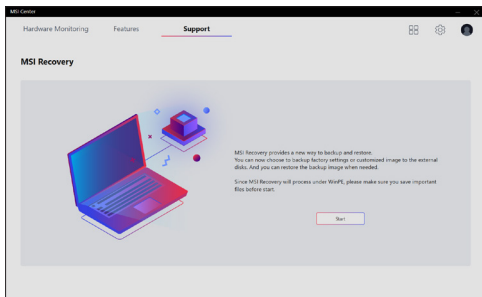 MSI Center
Hardware Monitoring Features Support
MSI Recovery
MSI Recovery provides a new way to backup and restore.
You can now choose to backup factory settings or customized image to the external
disks. And you can restore the backup image when needed.
Since MSI Recovery will process under WinPE, please make sure you save important
files before start.
Start